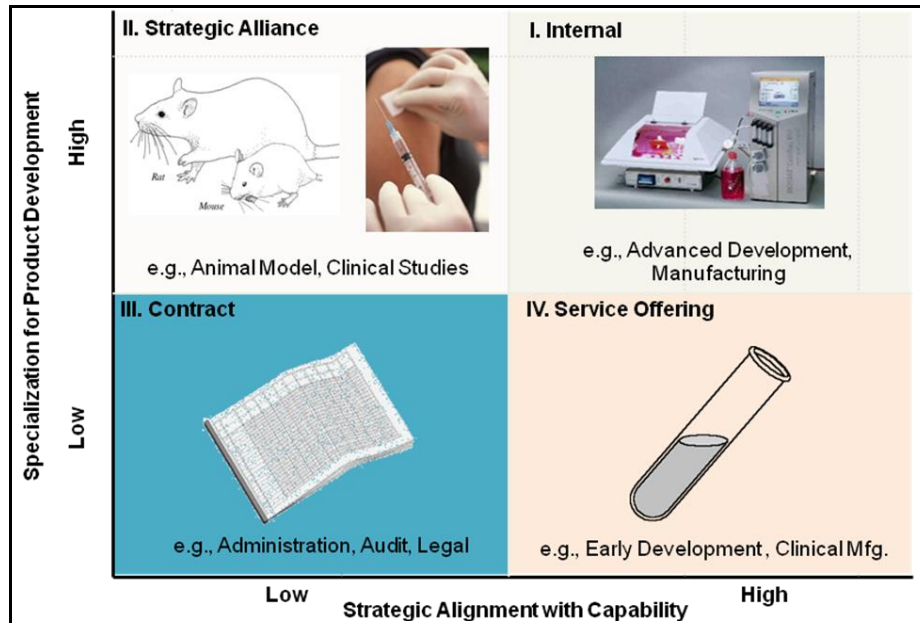 II. Strategic Alliance
I. Internal
Specialization for Product Development
High
Rat
Mouse
e.g., Animal Model, Clinical Studies
e.g., Advanced Development,
Manufacturing
III. Contract
IV. Service Offering
Low
e.g., Administration, Audit, Legal
e.g., Early Development, Clinical Mfg.
Low
High
Strategic Alignment with Capability